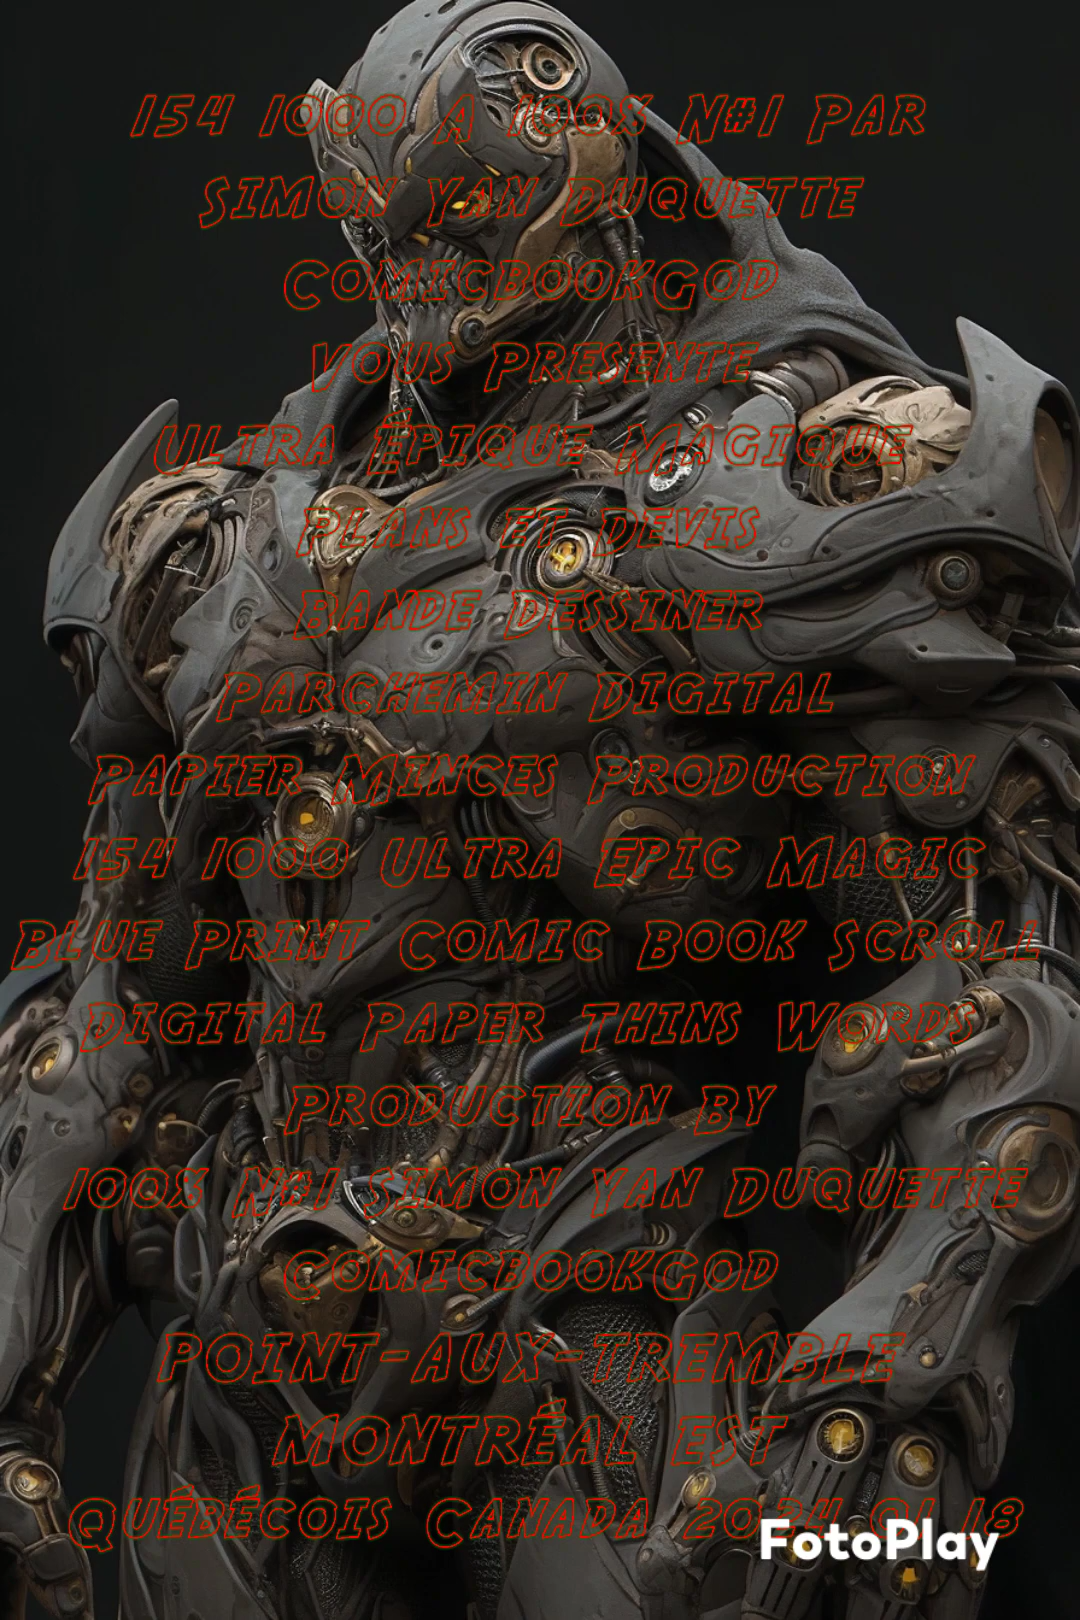 154 1000 A 100% N#1 PAR
SIMON YAN DUQUETTE
COMICBOOKGOD
VOUS PRESENTE
ULTRA ÉPIQUE MAGIQUE
PLANS ET DEVIS
BANDE DESSINER
PARCHEMIN DIGITAL
PAPIER MINCES PRODUCTION
154 1000 ULTRA EPIC MAGIC
BLUE PRINT COMIC BOOK SCROLL
DIGITAL PAPER THINS WORDS
PRODUCTION BY
100% N#1 SIMON YAN DUQUETTE
COMICBOOKGOD
POINT-AUX-TREMBLE
MONTRÉAL EST
QUÉBÉCOIS CANADA 2024 01 18
FotoPlay